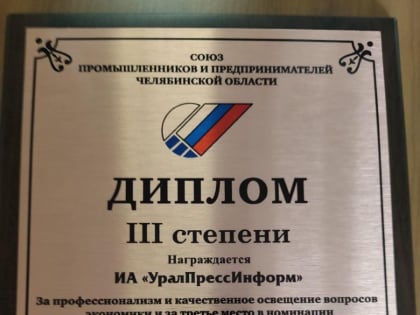 СОЮЗ
ПРОМЫШЛЕННИКОВ И ПРЕДПРИНИМАТЕЛЕЙ
ЧЕЛЯБИНСКОЙ ОБЛАСТИ
ДИПЛОМ
III степени
Награждается
ИА «УралПрессИнформ»
За профессионализм и качественное освещение вопросов
экономики и за третье место в номинации